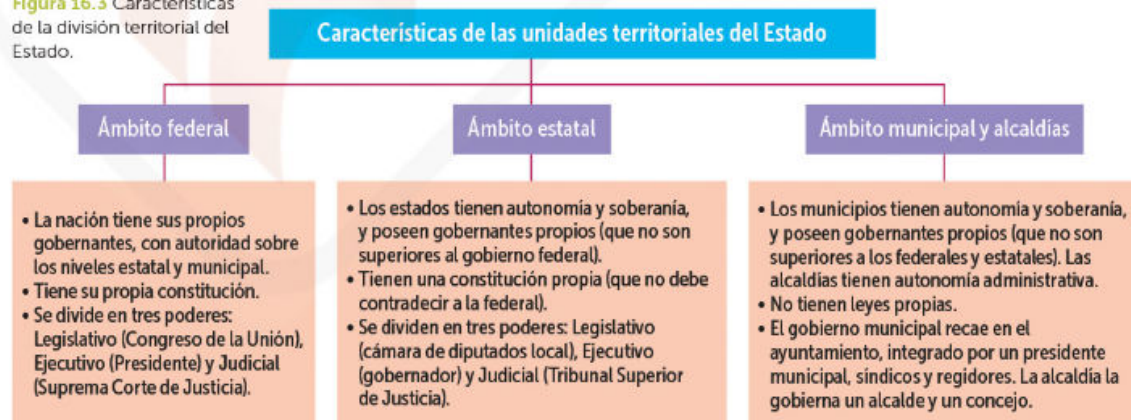 Figura 16.3 Características
de la división territorial del
Estado.
Características de las unidades territoriales del Estado
Ámbito federal
• La nación tiene sus propios
gobernantes, con autoridad sobre
los niveles estatal y municipal.
• Tiene su propia constitución.
• Se divide en tres poderes:
Legislativo (Congreso de la Unión),
Ejecutivo (Presidente) y Judicial
(Suprema Corte de Justicia).
Ámbito estatal
• Los estados tienen autonomía y soberanía,
y poseen gobernantes propios (que no son
superiores al gobierno federal).
• Tienen una constitución propia (que no debe
contradecir a la federal).
• Se dividen en tres poderes: Legislativo
(cámara de diputados local), Ejecutivo
(gobernador) y Judicial (Tribunal Superior
de Justicia).
Ámbito municipal y alcaldías
• Los municipios tienen autonomía y soberanía,
y poseen gobernantes propios (que no son
superiores a los federales y estatales). Las
alcaldías tienen autonomía administrativa.
• No tienen leyes propias.
• El gobierno municipal recae en el
ayuntamiento, integrado por un presidente
municipal, síndicos y regidores. La alcaldía la
gobierna un alcalde y un concejo.